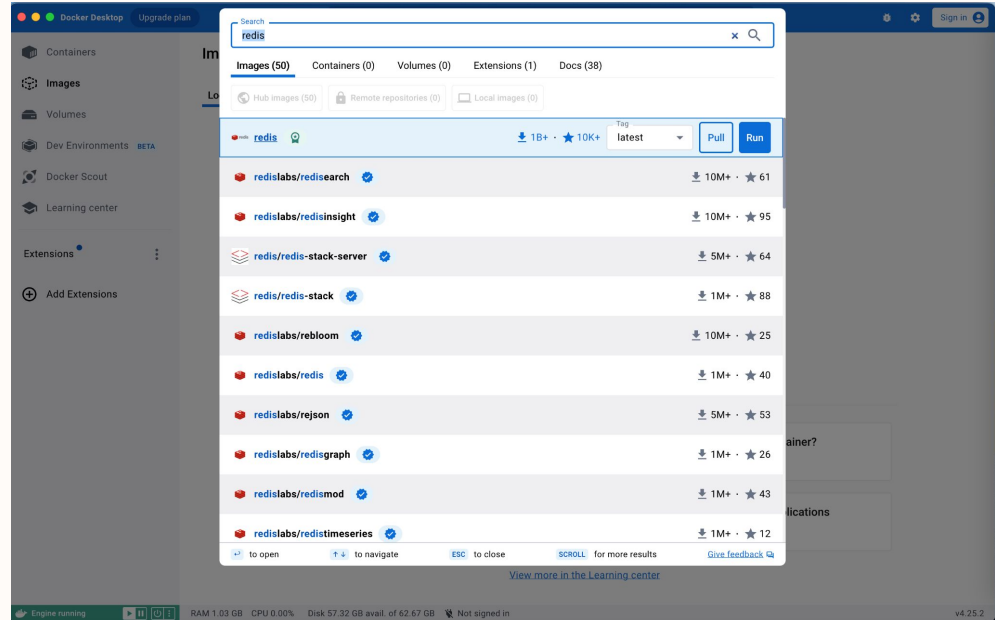 Docker Desktop Upgrade plan Sign in
Search
redis
Images (50) Containers (0) Volumes (0) Extensions (1) Docs (38)
Hub images (50) Remote repositories (0) Local images (0)
redis 1B+ · 10K+ Tag latest Pull Run
redislabs/redisearch 10M+ · 61
redislabs/redisinsight 10M+ · 95
redis/redis-stack-server 5M+ · 64
redis/redis-stack 1M+ · 88
redislabs/rebloom 10M+ · 25
redislabs/redis 1M+ · 40
redislabs/rejson 5M+ · 53
redislabs/redisgraph 1M+ · 26
redislabs/redismod 1M+ · 43
redislabs/redistimeseries 1M+ · 12
to open to navigate ESC to close SCROLL for more results Give feedback
Containers
Images
Volumes
Dev Environments BETA
Docker Scout
Learning center
Extensions
Add Extensions
Im
Lo
ainer?
lications
View more in the Learning center
Engine running RAM 1.03 GB CPU 0.00% Disk 57.32 GB avail. of 62.67 GB Not signed in v4.25.2